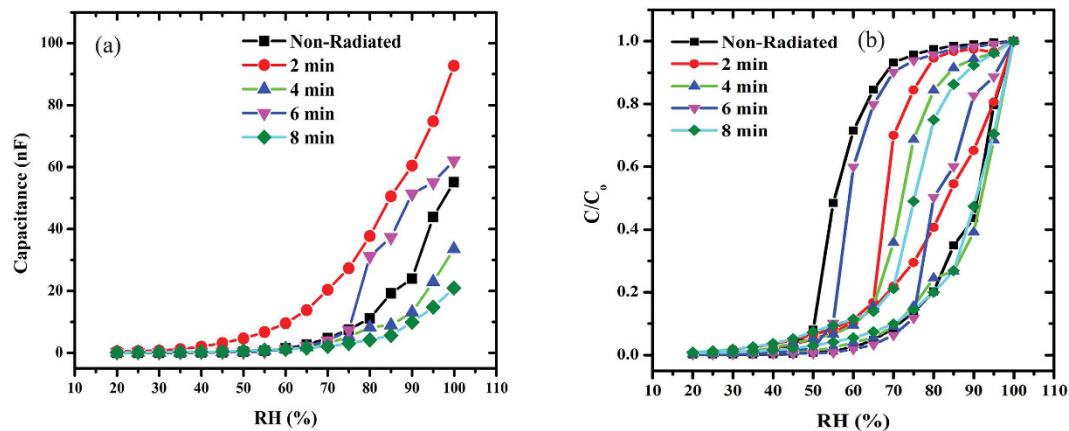 (a)
Non-Radiated
2 min
4 min
6 min
8 min
Capacitance (nF)
100
80
60
40
20
0
10 20 30 40 50 60 70 80 90 100 110
RH (%)
(b)
Non-Radiated
2 min
4 min
6 min
8 min
C/Co
1.0
0.8
0.6
0.4
0.2
0.0
10 20 30 40 50 60 70 80 90 100 110
RH (%)